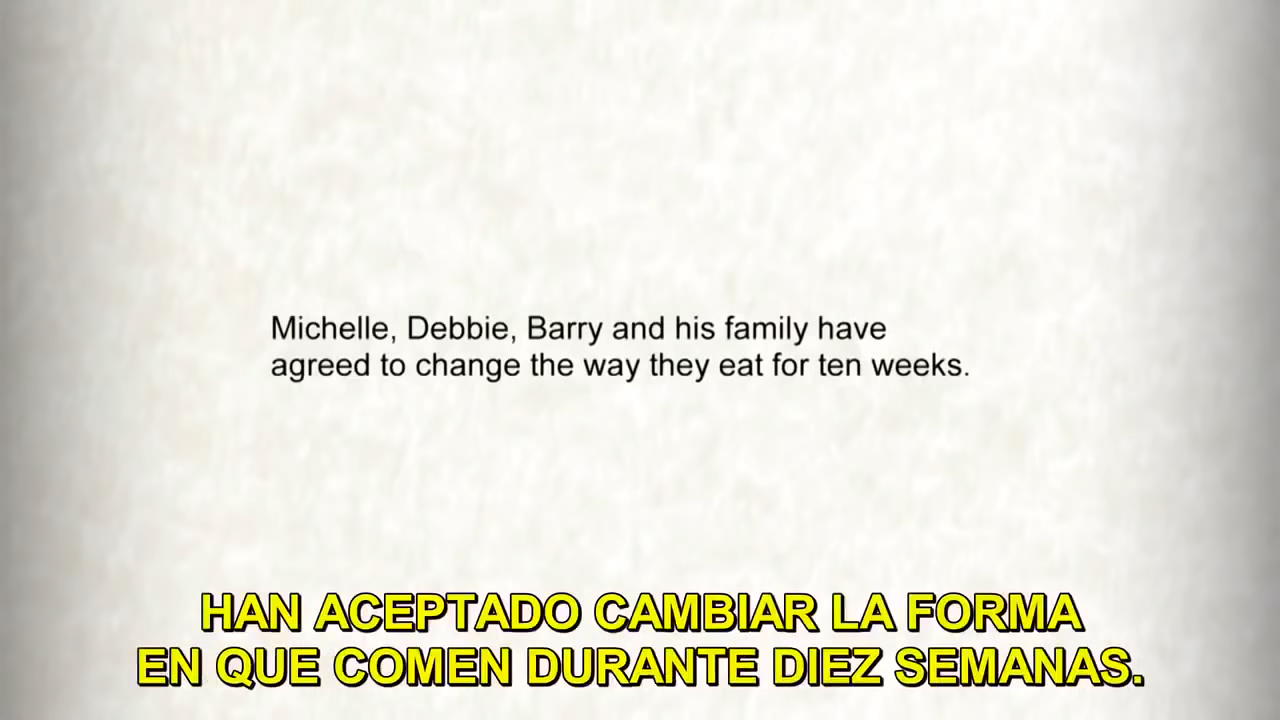 Michelle, Debbie, Barry and his family have
agreed to change the way they eat for ten weeks.
HAN ACEPTADO CAMBIAR LA FORMA
EN QUE COMEN DURANTE DIEZ SEMANAS.